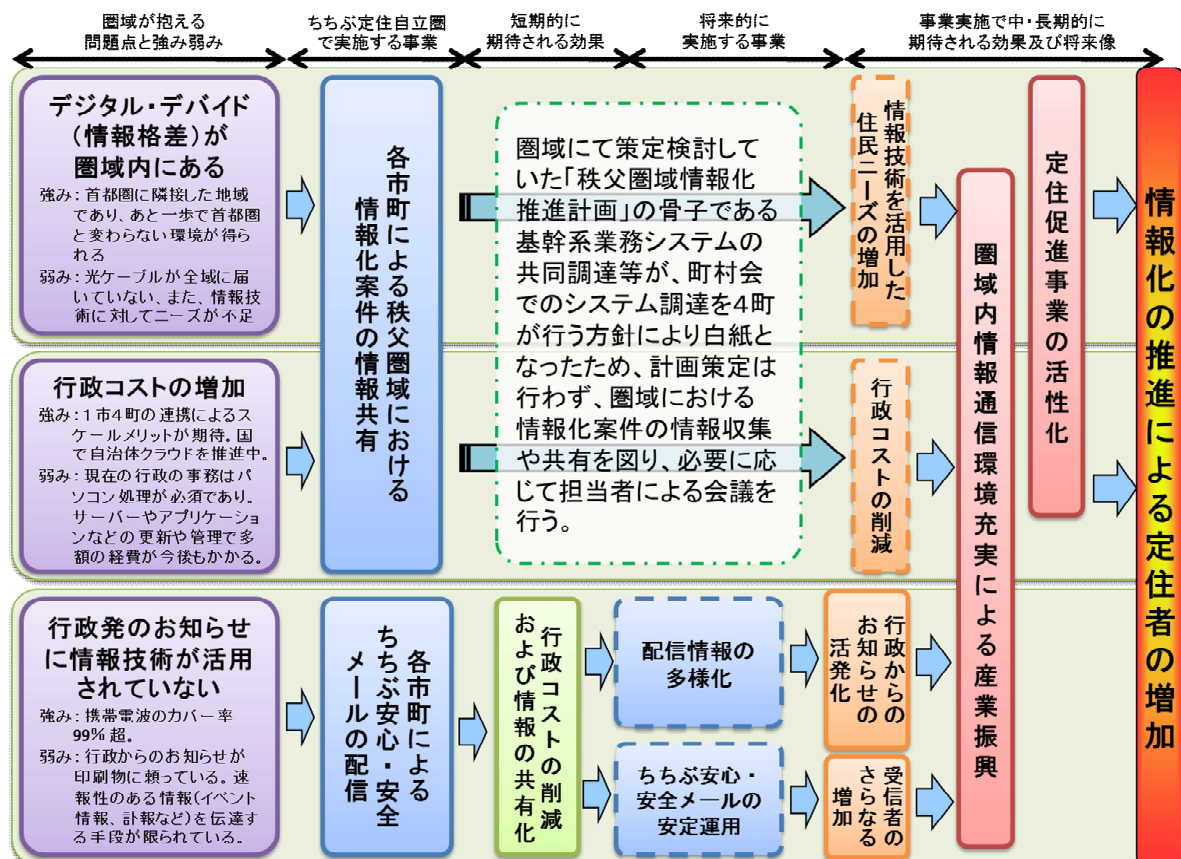 圏域が抱える
問題点と強み弱み
ちちぶ定住自立圏
で実施する事業
短期的に
期待される効果
将来的に
実施する事業
事業実施で中・長期的に
期待される効果及び将来像
デジタル・デバイド
(情報格差)が
圏域内にある
強み：首都圏に隣接した地域
であり、あと一歩で首都圏
と変わらない環境が得ら
れる
弱み：光ケーブルが全域に届
いていない、また、情報技
術に対してニーズが不足
行政コストの増加
強み：1市4町の連携によるス
ケールメリットが期待。国
で自治体クラウドを推進中。
弱み：現在の行政の事務はパ
ソコン処理が必須であり。
サーバーやアプリケーショ
ンなどの更新や管理で多
額の経費が今後もかかる。
各市町による秩父圏域における
情報化案件の情報共有
圏域にて策定検討して
いた「秩父圏域情報化
推進計画」の骨子である
基幹系業務システムの
共同調達等が、町村会
でのシステム調達を4町
が行う方針により白紙と
なったため、計画策定は
行わず、圏域における
情報化案件の情報収集
や共有を図り、必要に応
じて担当者による会議を
行う。
情報技術を活用した
住民ニーズの増加
行政コストの削減
行政発のお知らせ
に情報技術が活用
されていない
強み：携帯電波のカバー率
99%超。
弱み：行政からのお知らせが
印刷物に頼っている。速
報性のある情報(イベント
情報、訃報など)を伝達す
る手段が限られている。
各市町による
ちちぶ安心・安全
メールの配信
行政コストの削減
および情報の共有化
配信情報の
多様化
ちちぶ安心・
安全メールの
安定運用
行政からの
お知らせの
活発化
受信者の
さらなる
増加
圏域内情報通信環境充実による産業振興
定住促進事業の活性化
情報化の推進による定住者の増加